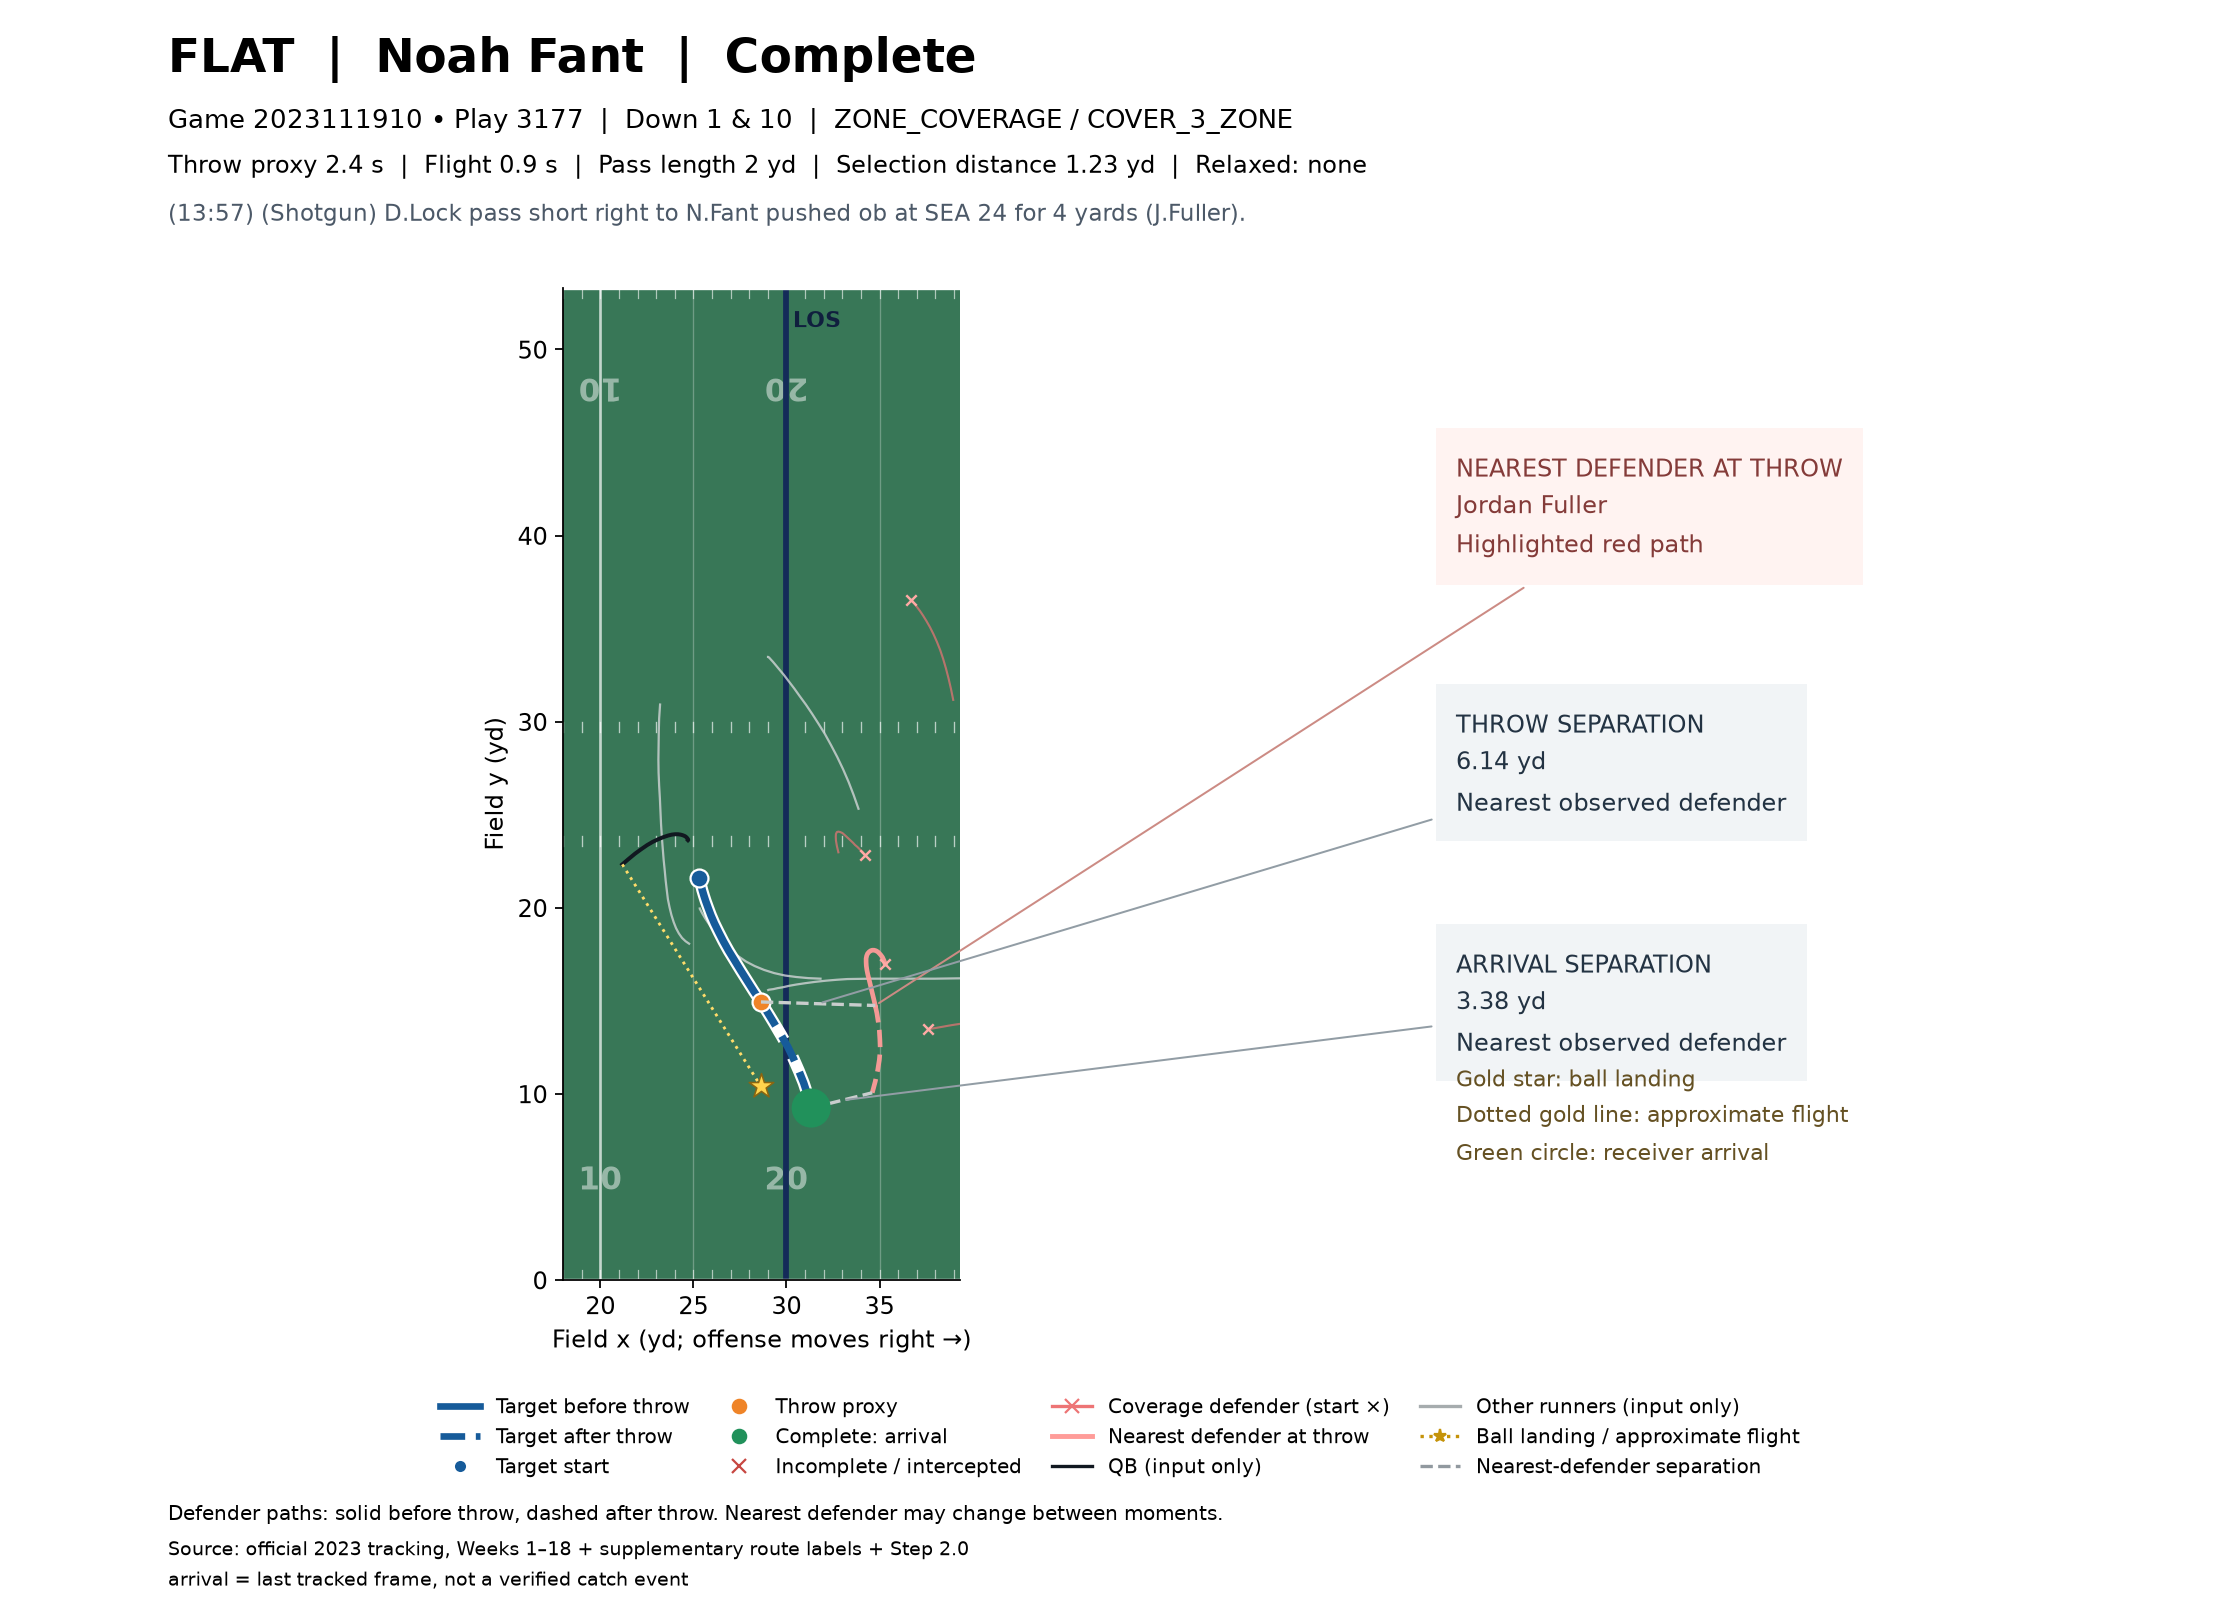 FLAT | Noah Fant | Complete
Game 2023111910 • Play 3177 | Down 1 & 10 | ZONE_COVERAGE / COVER_3_ZONE
Throw proxy 2.4 s | Flight 0.9 s | Pass length 2 yd | Selection distance 1.23 yd | Relaxed: none
(13:57) (Shotgun) D.Lock pass short right to N.Fant pushed ob at SEA 24 for 4 yards (J.Fuller).
LOS
50
10 20
NEAREST DEFENDER AT THROW
Jordan Fuller
Highlighted red path
40
30
THROW SEPARATION
6.14 yd
Nearest observed defender
Field y (yd)
20
ARRIVAL SEPARATION
3.38 yd
Nearest observed defender
10
Gold star: ball landing
Dotted gold line: approximate flight
Green circle: receiver arrival
10 20
0
20 25 30 35
Field x (yd; offense moves right →)
Target before throw
Target after throw
Target start
Throw proxy
Complete: arrival
Incomplete / intercepted
Coverage defender (start ×)
Nearest defender at throw
QB (input only)
Other runners (input only)
Ball landing / approximate flight
Nearest-defender separation
Defender paths: solid before throw, dashed after throw. Nearest defender may change between moments.
Source: official 2023 tracking, Weeks 1–18 + supplementary route labels + Step 2.0
arrival = last tracked frame, not a verified catch event